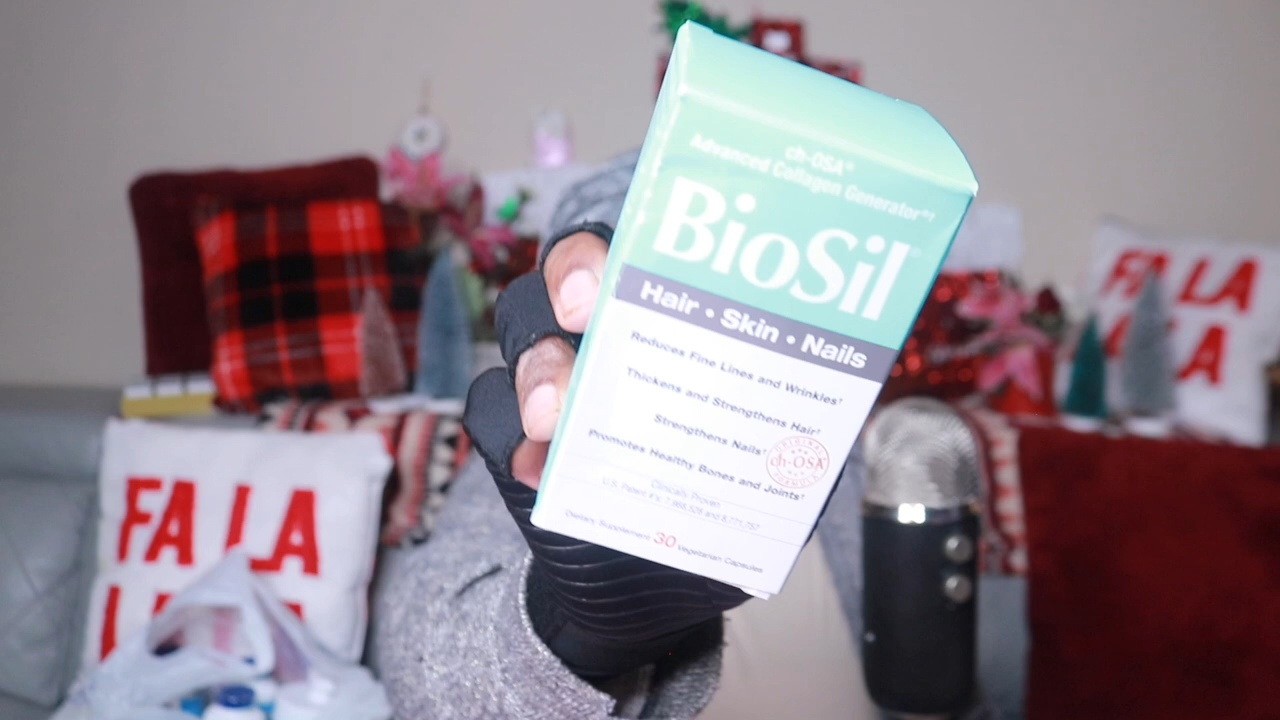 ch-OSA®
Advanced Collagen Generator®†
BioSil
Hair • Skin • Nails
Reduces Fine Lines and Wrinkles†
Thickens and Strengthens Hair†
Strengthens Nails†
Promotes Healthy Bones and Joints†
ORIGINAL
ch-OSA®
FORMULA
Clinically Proven
Dietary Supplement 30 Vegetarian Capsules
FA LA
FA LA
LA